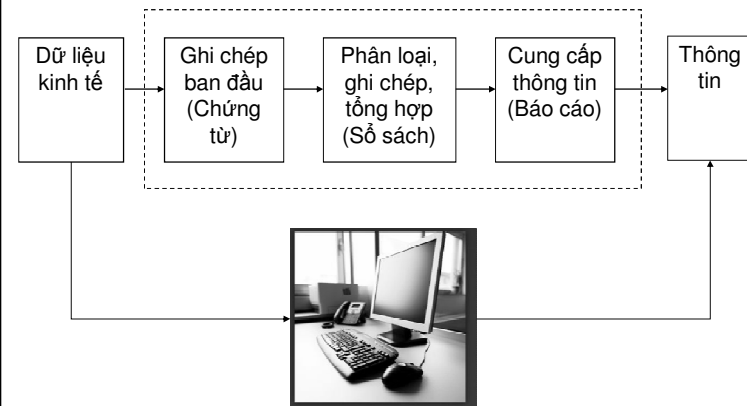 Dữ liệu
kinh tế
Ghi chép
ban đầu
(Chứng
từ)
Phân loại,
ghi chép,
tổng hợp
(Sổ sách)
Cung cấp
thông tin
(Báo cáo)
Thông
tin